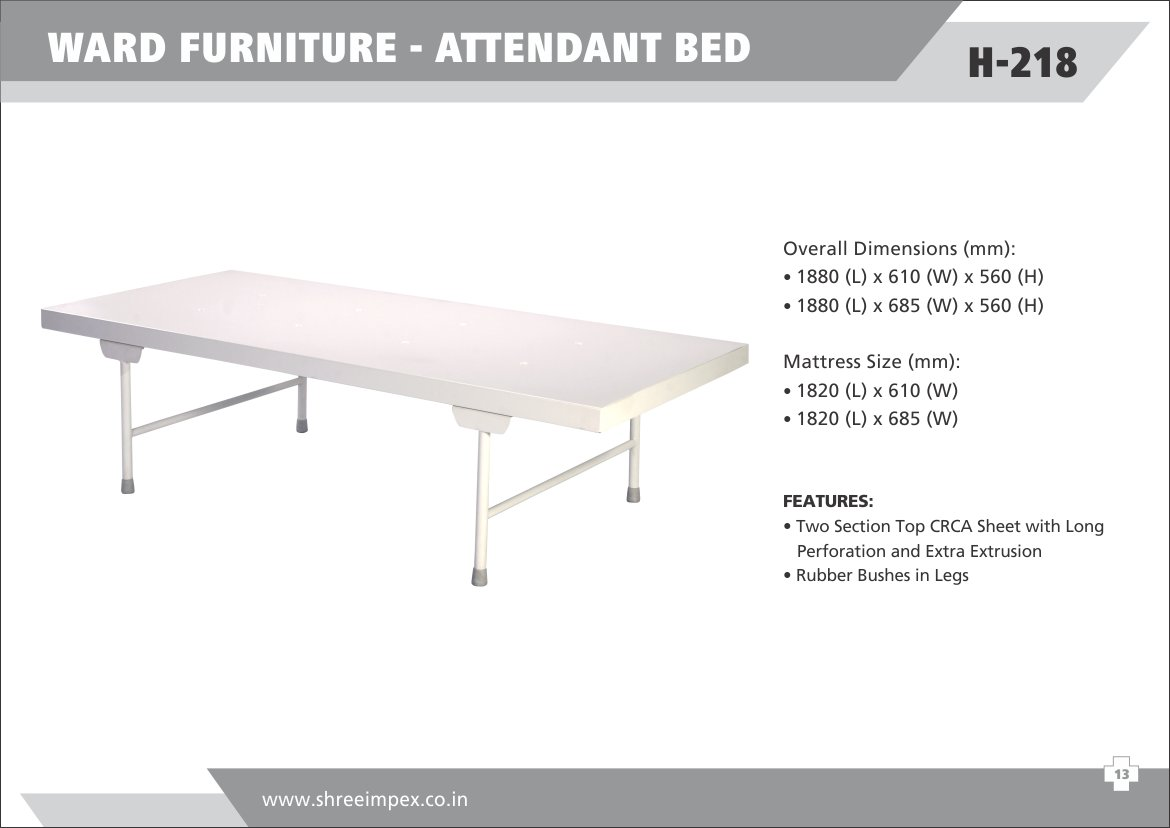 WARD FURNITURE - ATTENDANT BED
H-218
Overall Dimensions (mm):
• 1880 (L) x 610 (W) x 560 (H)
• 1880 (L) x 685 (W) x 560 (H)
Mattress Size (mm):
• 1820 (L) x 610 (W)
• 1820 (L) x 685 (W)
FEATURES:
• Two Section Top CRCA Sheet with Long
Perforation and Extra Extrusion
• Rubber Bushes in Legs
www.shreeimpex.co.in
13